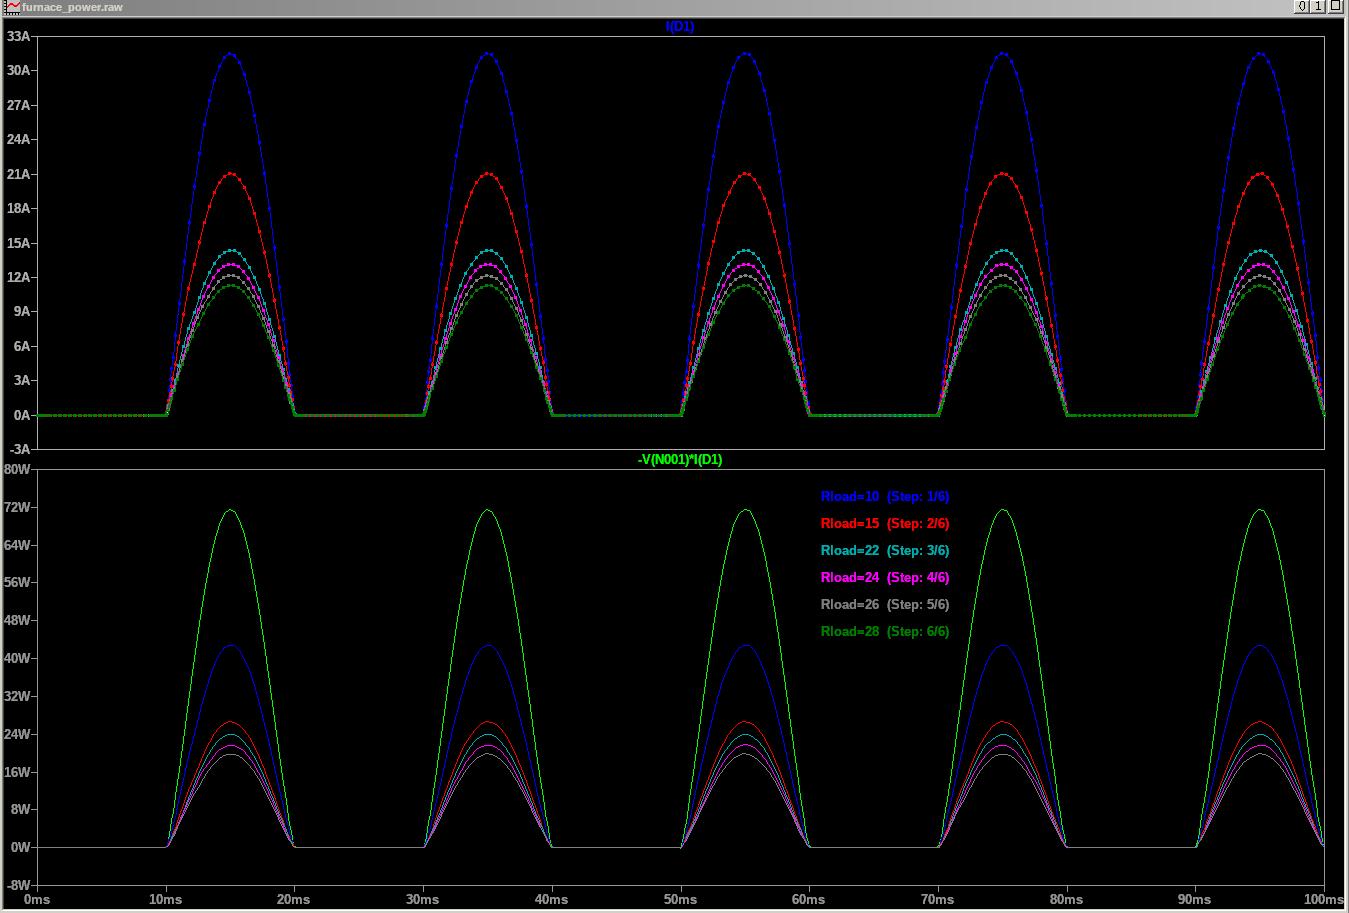 furnace_power.raw
I(D1)
33A
30A
27A
24A
21A
18A
15A
12A
9A
6A
3A
0A
-3A
-V(N001)*I(D1)
80W
72W
64W
56W
48W
40W
32W
24W
16W
8W
0W
-8W
Rload=10 (Step: 1/6)
Rload=15 (Step: 2/6)
Rload=22 (Step: 3/6)
Rload=24 (Step: 4/6)
Rload=26 (Step: 5/6)
Rload=28 (Step: 6/6)
0ms 10ms 20ms 30ms 40ms 50ms 60ms 70ms 80ms 90ms 100ms